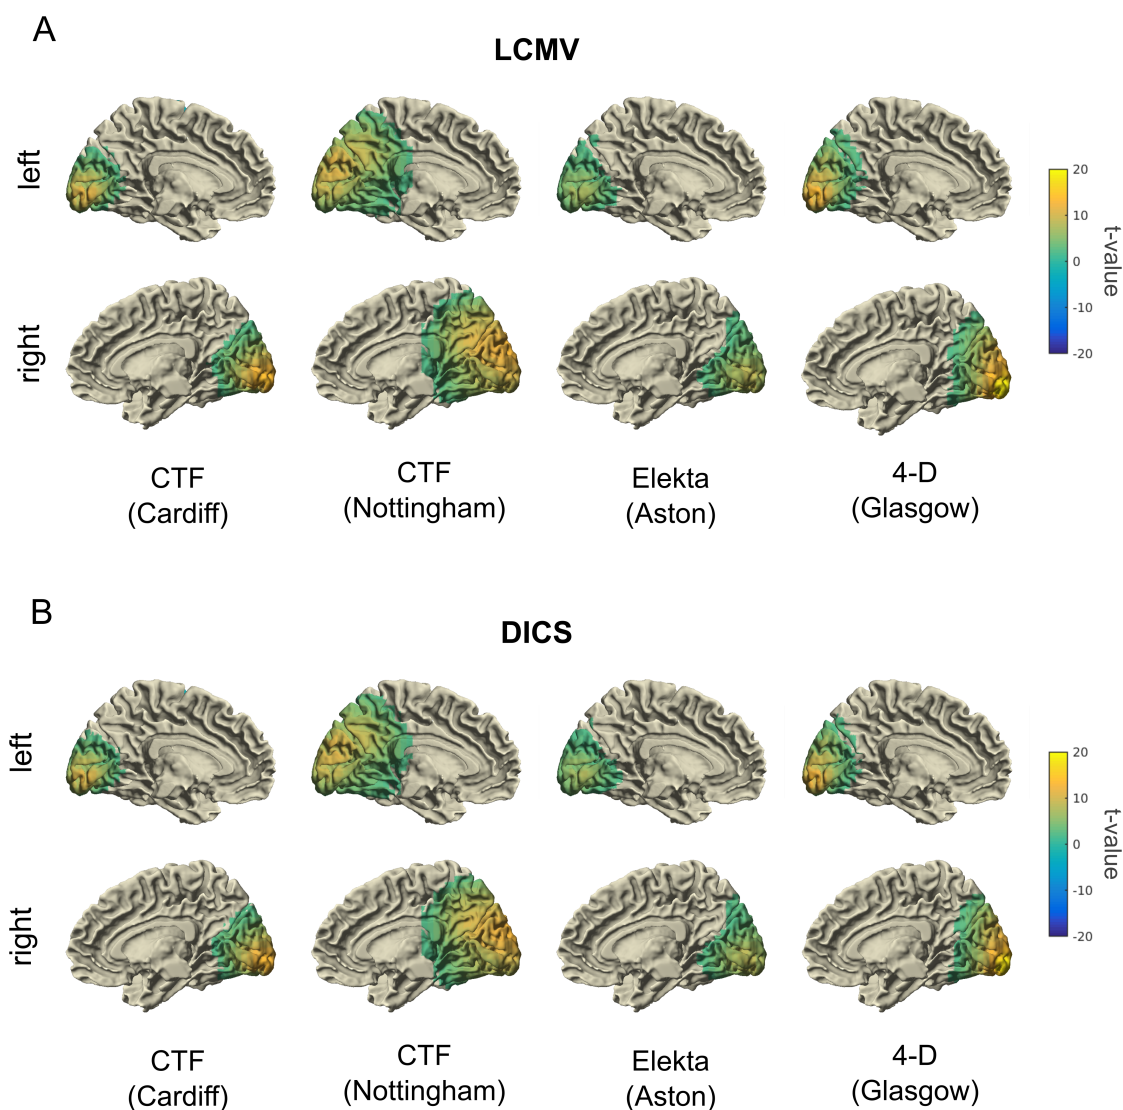 A
LCMV
left
right
20
10
0
-10
-20
t-value
CTF
(Cardiff)
CTF
(Nottingham)
Elekta
(Aston)
4-D
(Glasgow)
B
DICS
left
right
20
10
0
-10
-20
t-value
CTF
(Cardiff)
CTF
(Nottingham)
Elekta
(Aston)
4-D
(Glasgow)